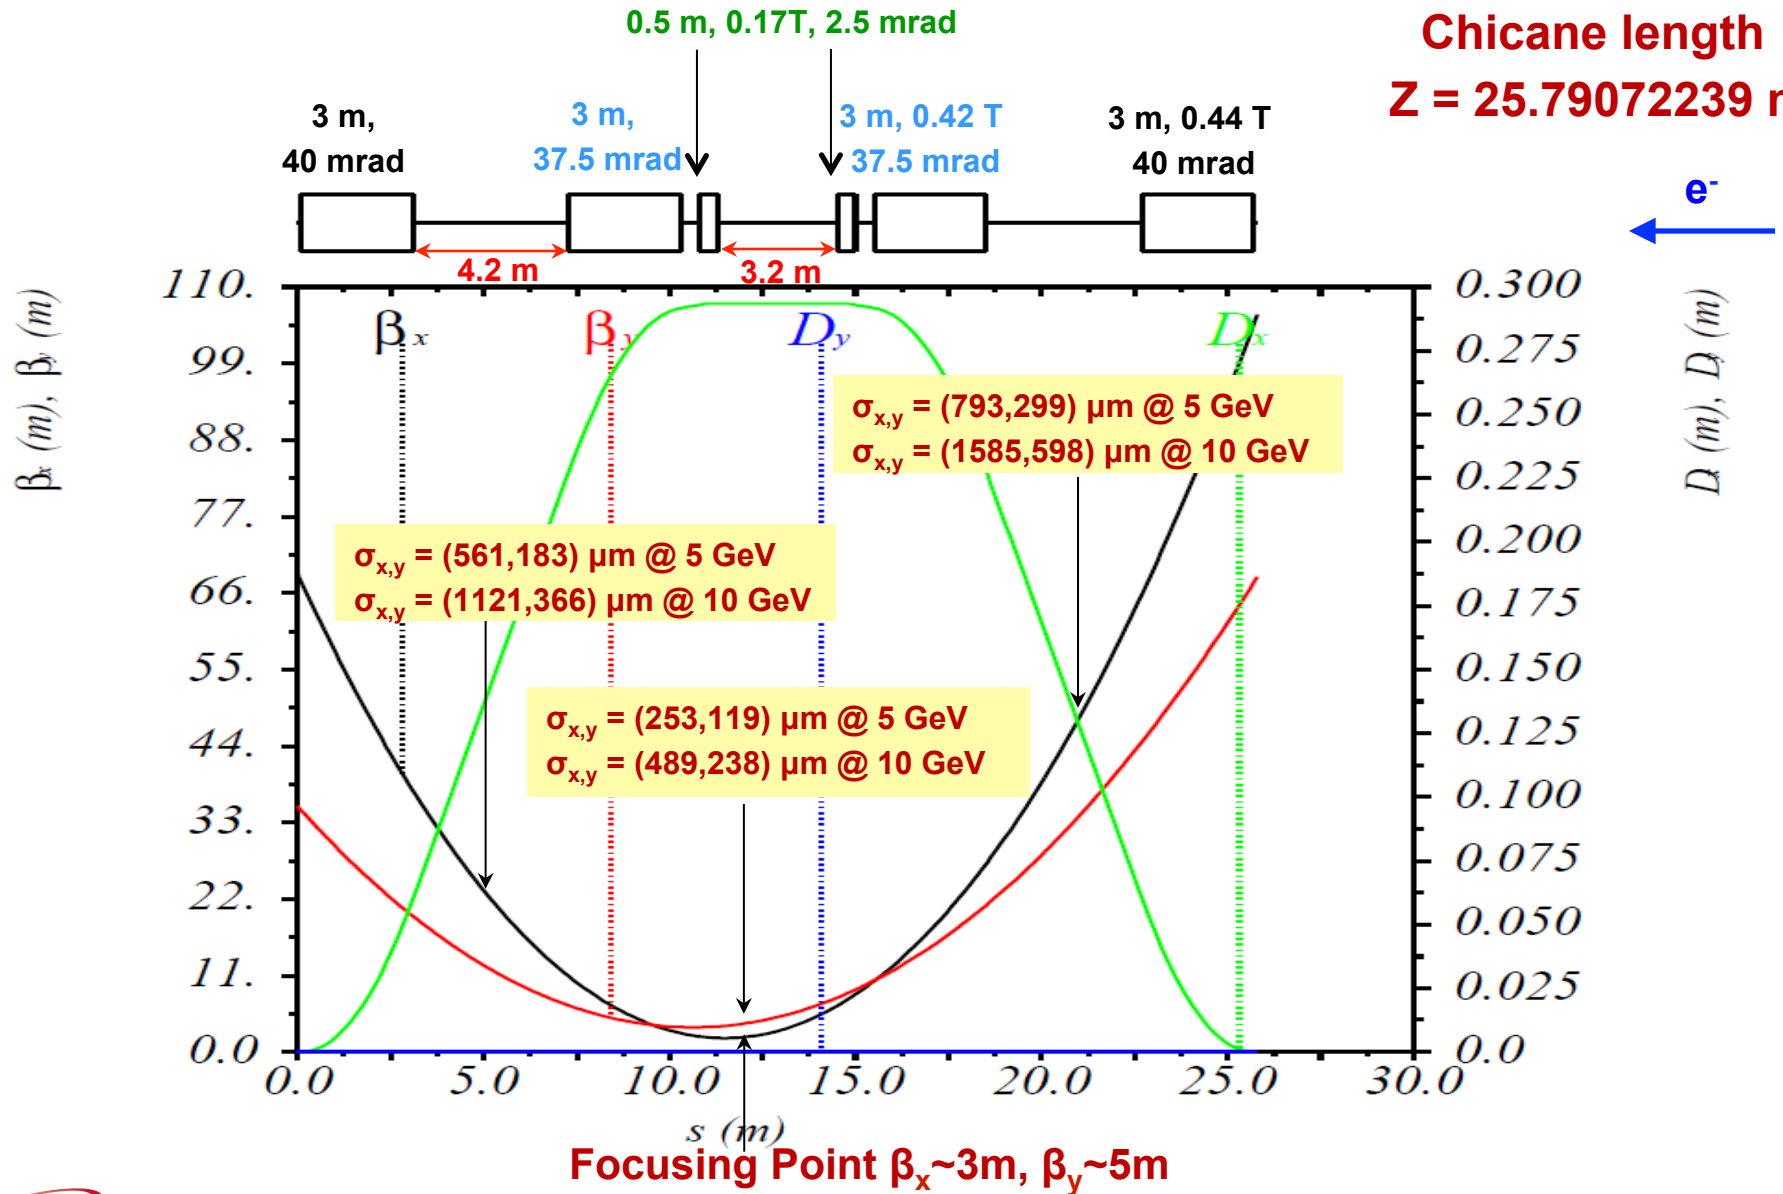 0.5 m, 0.17T, 2.5 mrad
Chicane length
Z = 25.79072239
3 m,
40 mrad
3 m,
37.5 mrad
3 m, 0.42 T
37.5 mrad
3 m, 0.44 T
40 mrad
e-
4.2 m
3.2 m
βx (m), βy (m)
110.
99.
88.
77.
66.
55.
44.
33.
22.
11.
0.0
βx
βy
Dy
Dx
σx,y = (793,299) μm @ 5 GeV
σx,y = (1585,598) μm @ 10 GeV
σx,y = (561,183) μm @ 5 GeV
σx,y = (1121,366) μm @ 10 GeV
σx,y = (253,119) μm @ 5 GeV
σx,y = (489,238) μm @ 10 GeV
0.300
0.275
0.250
0.225
0.200
0.175
0.150
0.125
0.100
0.075
0.050
0.025
0.0
Dx (m), Dy (m)
0.0 5.0 10.0 15.0 20.0 25.0 30.0
s (m)
Focusing Point βx~3m, βy~5m